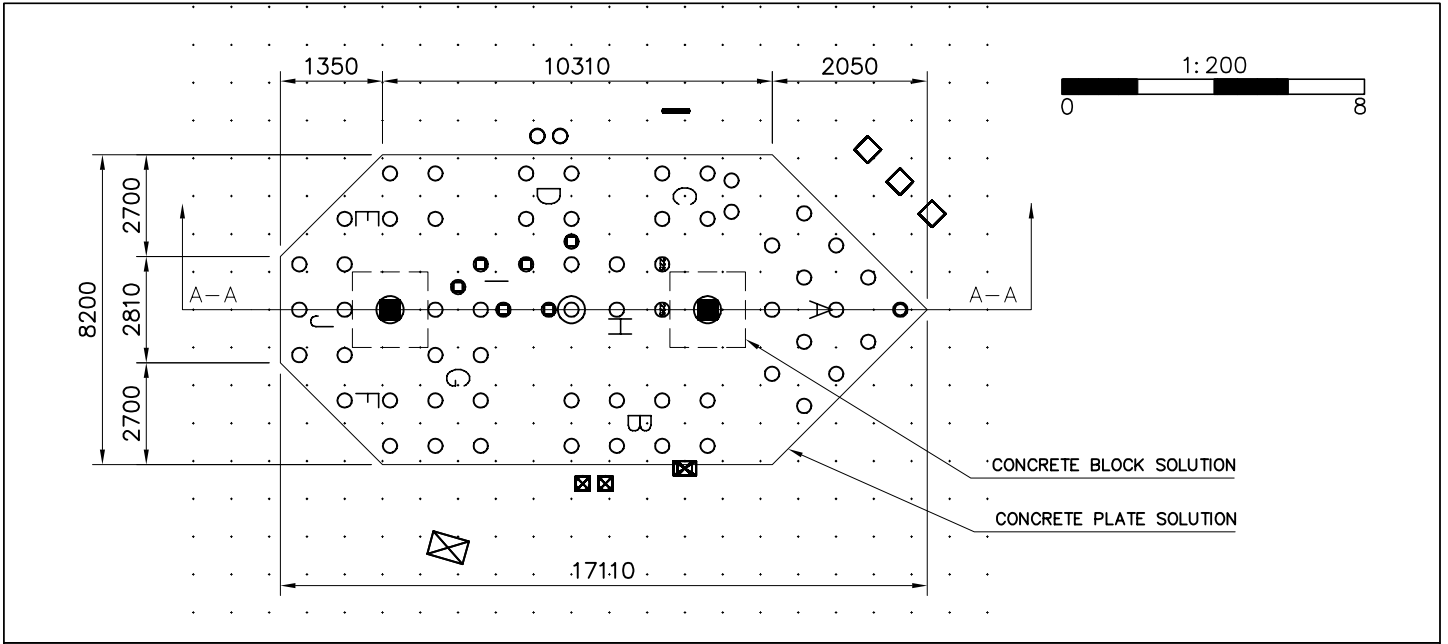 1350
10310
2050
1:200
0
8
2700
D
C
E
8200
2810
A-A
A-A
I
J
H
A
G
F
2700
B
CONCRETE BLOCK SOLUTION
CONCRETE PLATE SOLUTION
17110